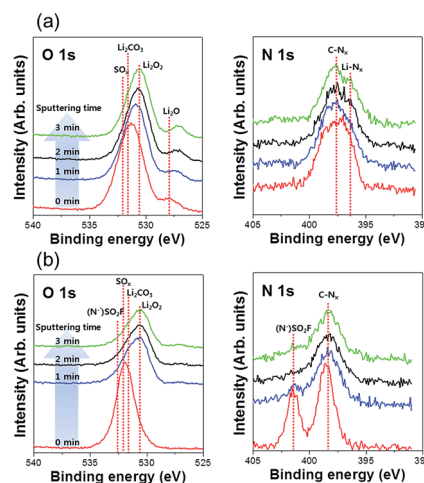 (a)
O 1s
Li₂CO₃
SOₓ
Li₂O₂
Li₂O
Sputtering time
3 min
2 min
1 min
0 min
Intensity (Arb. units)
540 535 530 525
Binding energy (eV)
N 1s
C-Nₓ
Li-Nₓ
Intensity (Arb. units)
405 400 395
Binding energy (eV)
(b)
O 1s
SOₓ
(N⁻)SO₂F
Li₂CO₃
Li₂O₂
Sputtering time
3 min
2 min
1 min
0 min
Intensity (Arb. units)
540 535 530 525
Binding energy (eV)
N 1s
C-Nₓ
(N⁻)SO₂F
Intensity (Arb. units)
405 400 395
Binding energy (eV)